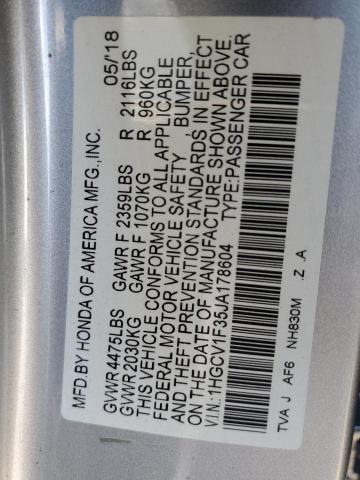 MFD.BY HONDA OF AMERICA MFG.,INC. 05/'18
GVWR 4475LBS GAWR F 2359LBS R 2116LBS
GVWR 2030KG GAWR F 1070KG R 960KG
THIS VEHICLE CONFORMS TO ALL APPLICABLE
FEDERAL MOTOR VEHICLE SAFETY , BUMPER,
AND THEFT PREVENTION STANDARDS IN EFFECT
ON THE DATE OF MANUFACTURE SHOWN ABOVE.
V.I.N.:1HGCV1F35JA178604 TYPE:PASSENGER CAR
TVA J AF6 NH830M .Z .A